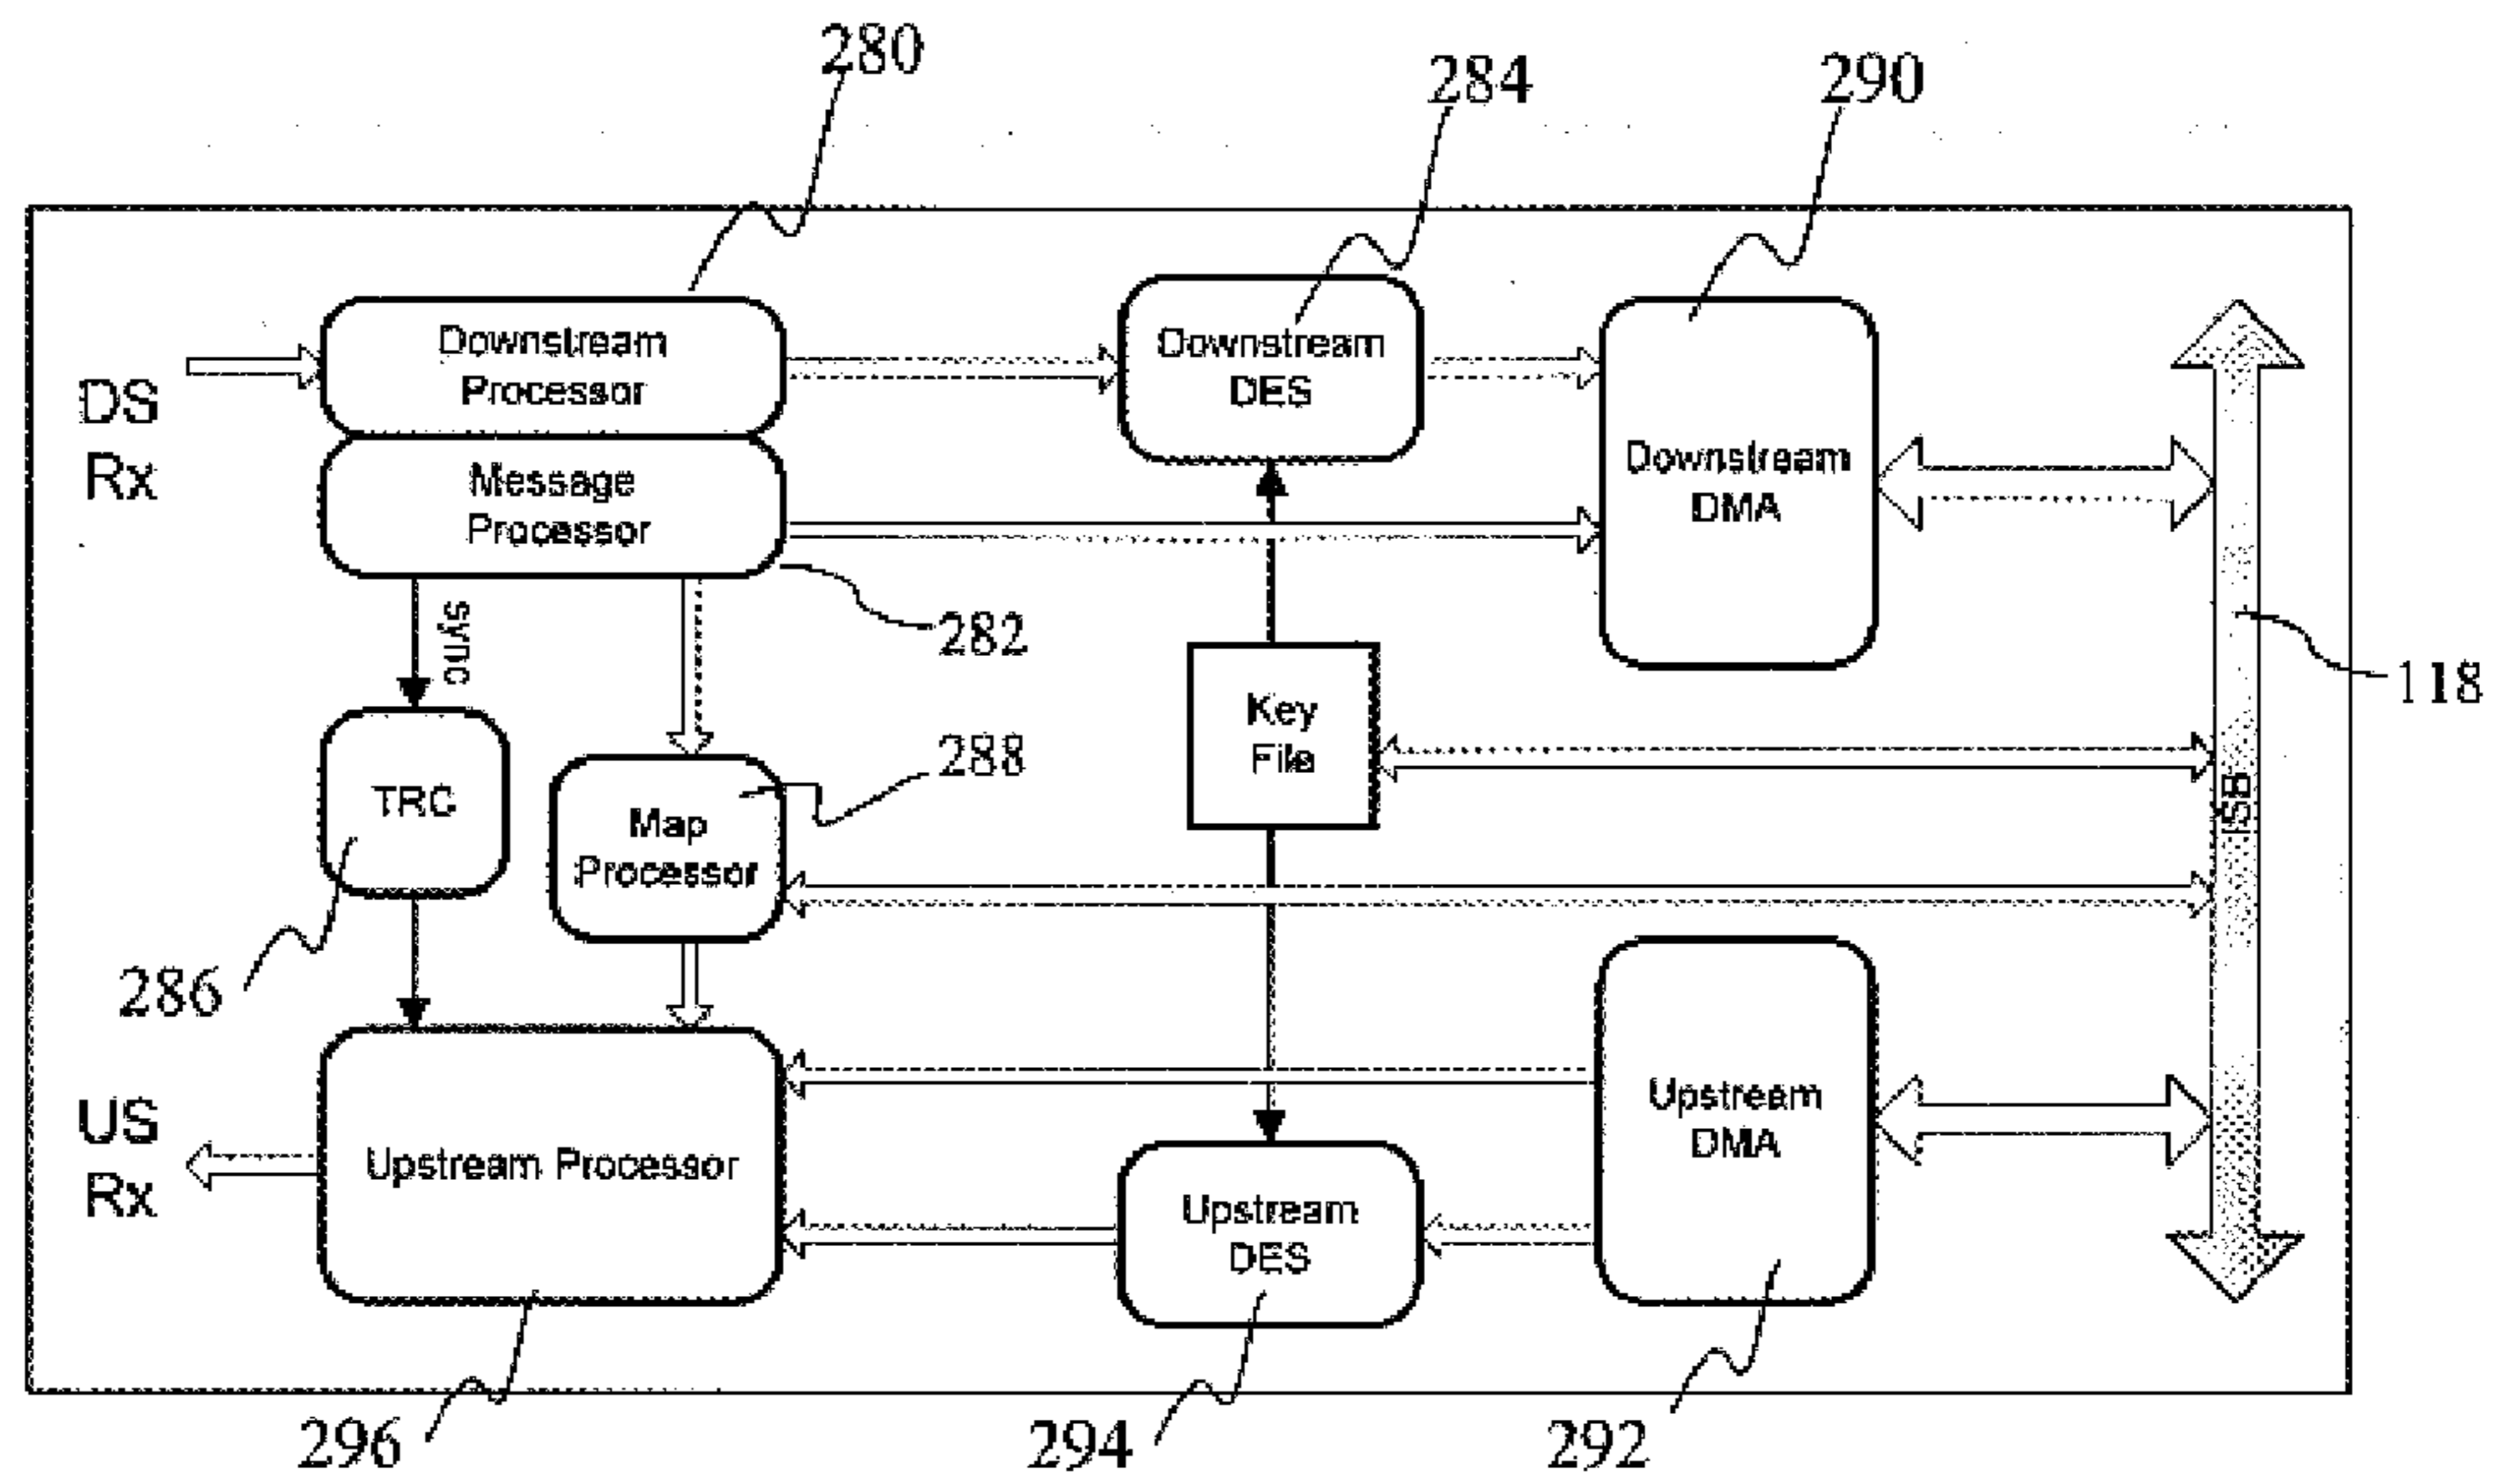 280
284
290
Downstream
Processor
Downstream
DES
DS
Rx
Message
Processor
Downstream
DMA
sync
282
118
Key
File
288
TRC
Map
Processor
ISB
286
US
Rx
Upstream Processor
Upstream
DMA
Upstream
DES
296
294
292